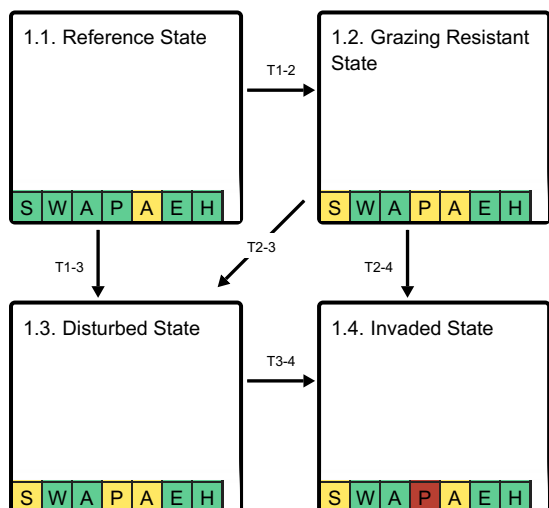 1.1. Reference State
1.2. Grazing Resistant
State
T1-2
S W A P A E H
S W A P A E H
T1-3
T2-3
T2-4
1.3. Disturbed State
1.4. Invaded State
T3-4
S W A P A E H
S W A P A E H